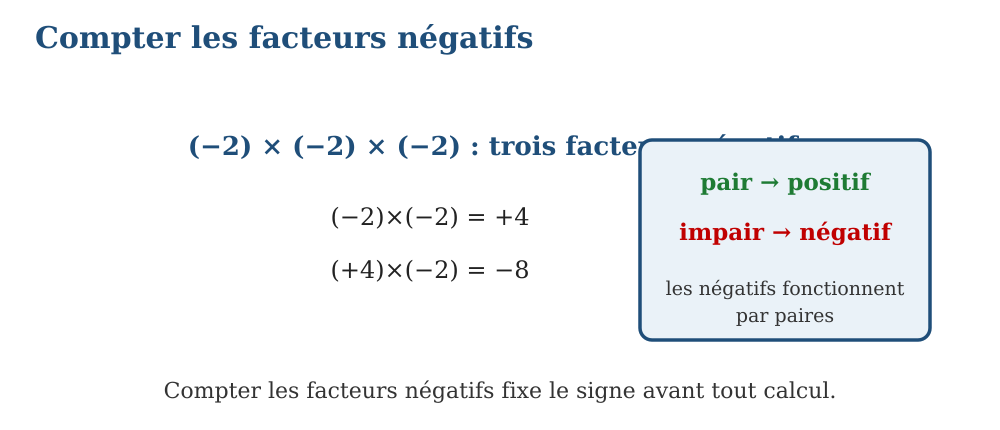 Compter les facteurs négatifs
(−2) × (−2) × (−2) : trois
(−2)×(−2) = +4
(+4)×(−2) = −8
pair → positif
impair → négatif
les négatifs fonctionnent
par paires
Compter les facteurs négatifs fixe le signe avant tout calcul.